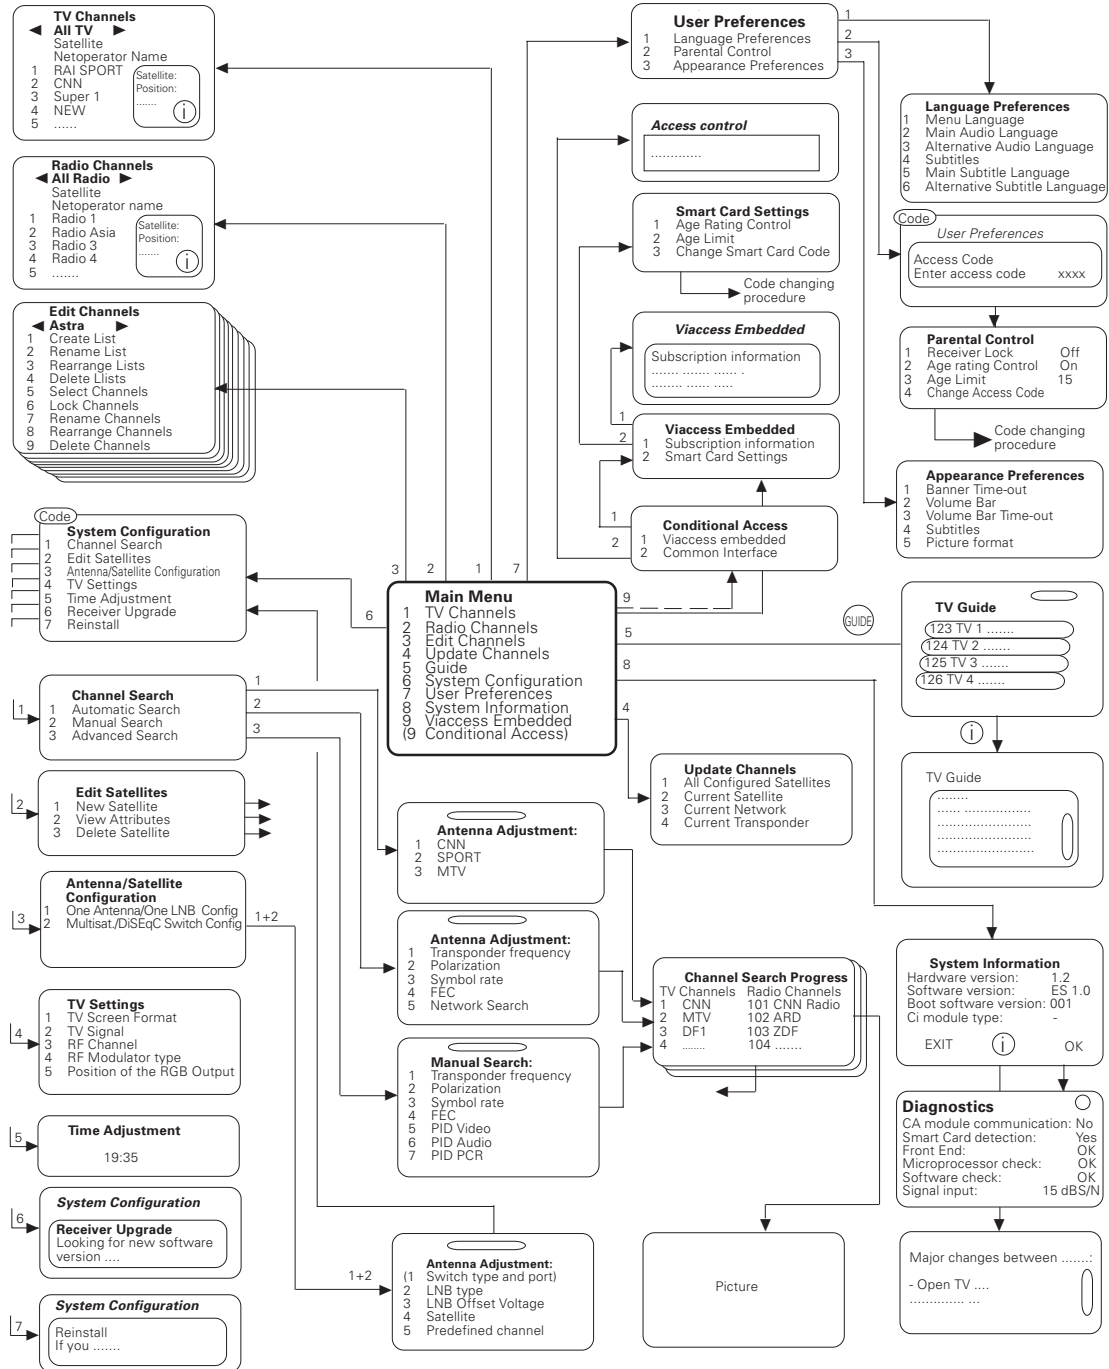 TV Channels
◄ All TV ►
Satellite
Netoperator Name
1 RAI SPORT
2 CNN
3 Super 1
4 NEW
5 ......
Satellite:
Position:
.......
i
Radio Channels
◄ All Radio ►
Satellite
Netoperator name
1 Radio 1
2 Radio Asia
3 Radio 3
4 Radio 4
5 .......
Satellite:
Position:
.......
i
Edit Channels
◄ Astra ►
1 Create List
2 Rename List
3 Rearrange Lists
4 Delete Llists
5 Select Channels
6 Lock Channels
7 Rename Channels
8 Rearrange Channels
9 Delete Channels
Code
System Configuration
1 Channel Search
2 Edit Satellites
3 Antenna/Satellite Configuration
4 TV Settings
5 Time Adjustment
6 Receiver Upgrade
7 Reinstall
1
Channel Search
1 Automatic Search
2 Manual Search
3 Advanced Search
1
2
3
2
Edit Satellites
1 New Satellite
2 View Attributes
3 Delete Satellite
3
Antenna/Satellite
Configuration
1 One Antenna/One LNB Config
2 Multisat./DiSEqC Switch Config
1+2
4
TV Settings
1 TV Screen Format
2 TV Signal
3 RF Channel
4 RF Modulator type
5 Position of the RGB Output
5
Time Adjustment
19:35
6
System Configuration
Receiver Upgrade
Looking for new software
version ....
7
System Configuration
Reinstall
If you .......
3
2
1
7
6
9
5
8
4
Main Menu
1 TV Channels
2 Radio Channels
3 Edit Channels
4 Update Channels
5 Guide
6 System Configuration
7 User Preferences
8 System Information
9 Viaccess Embedded
(9 Conditional Access)
Antenna Adjustment:
1 CNN
2 SPORT
3 MTV
Antenna Adjustment:
1 Transponder frequency
2 Polarization
3 Symbol rate
4 FEC
5 Network Search
Manual Search:
1 Transponder frequency
2 Polarization
3 Symbol rate
4 FEC
5 PID Video
6 PID Audio
7 PID PCR
1+2
Antenna Adjustment:
(1 Switch type and port)
2 LNB type
3 LNB Offset Voltage
4 Satellite
5 Predefined channel
User Preferences
1 Language Preferences
2 Parental Control
3 Appearance Preferences
1
2
3
Access control
.............
Smart Card Settings
1 Age Rating Control
2 Age Limit
3 Change Smart Card Code
Code changing
procedure
Viaccess Embedded
Subscription information
....... ...... ...... .
........ ...... .....
1
2
Viaccess Embedded
1 Subscription information
2 Smart Card Settings
1
2
Conditional Access
1 Viaccess embedded
2 Common Interface
Update Channels
1 All Configured Satellites
2 Current Satellite
3 Current Network
4 Current Transponder
Channel Search Progress
TV Channels Radio Channels
1 CNN 101 CNN Radio
2 MTV 102 ARD
3 DF1 103 ZDF
4 ........ 104 .......
Picture
Language Preferences
1 Menu Language
2 Main Audio Language
3 Alternative Audio Language
4 Subtitles
5 Main Subtitle Language
6 Alternative Subtitle Language
Code
User Preferences
Access Code
Enter access code xxxx
Parental Control
1 Receiver Lock Off
2 Age rating Control On
3 Age Limit 15
4 Change Access Code
Code changing
procedure
Appearance Preferences
1 Banner Time-out
2 Volume Bar
3 Volume Bar Time-out
4 Subtitles
5 Picture format
GUIDE
TV Guide
123 TV 1 .......
124 TV 2 .......
125 TV 3 .......
126 TV 4 .......
i
TV Guide
........
...... .................
.......................
.......................
........................
System Information
Hardware version: 1.2
Software version: ES 1.0
Boot software version: 001
Ci module type: -
EXIT i OK
Diagnostics
CA module communication: No
Smart Card detection: Yes
Front End: OK
Microprocessor check: OK
Software check: OK
Signal input: 15 dBS/N
Major changes between .......:
- Open TV ....
.............. ...